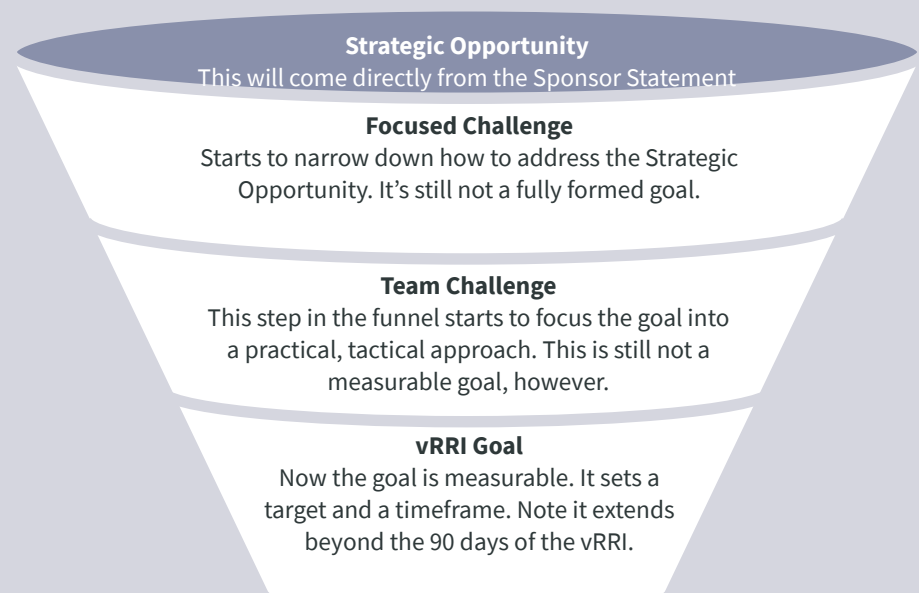 Strategic Opportunity
This will come directly from the Sponsor Statement
Focused Challenge
Starts to narrow down how to address the Strategic
Opportunity. It’s still not a fully formed goal.
Team Challenge
This step in the funnel starts to focus the goal into
a practical, tactical approach. This is still not a
measurable goal, however.
vRRI Goal
Now the goal is measurable. It sets a
target and a timeframe. Note it extends
beyond the 90 days of the vRRI.